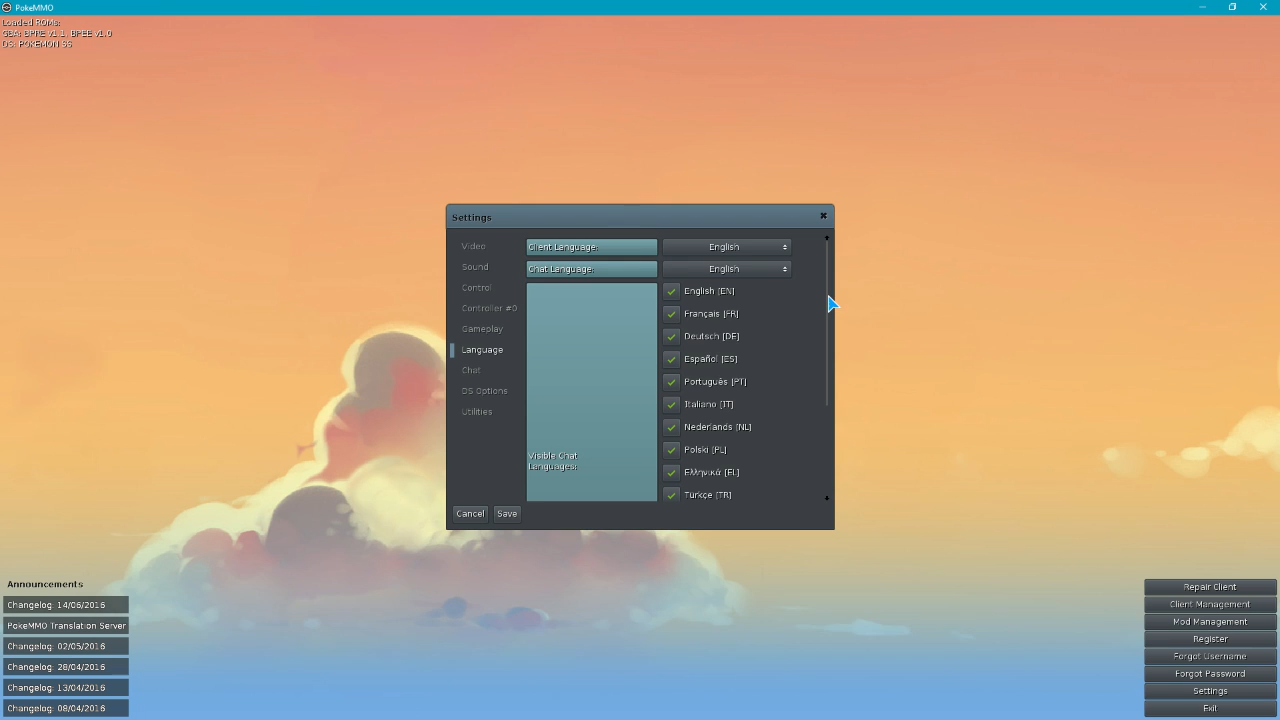 PokeMMO
Loaded ROMs:
GBA: BPRE v1.1, BPEE v1.0
DS: POKEMON SS
Settings
Video
Sound
Control
Controller #0
Gameplay
Language
Chat
DS Options
Utilities
Client Language:
English
Chat Language:
English
Visible Chat
Languages:
English [EN]
Français [FR]
Deutsch [DE]
Español [ES]
Português [PT]
Italiano [IT]
Nederlands [NL]
Polski [PL]
Ελληνικά [EL]
Türkçe [TR]
Cancel
Save
Announcements
Changelog: 14/06/2016
PokeMMO Translation Server
Changelog: 02/05/2016
Changelog: 28/04/2016
Changelog: 13/04/2016
Changelog: 08/04/2016
Repair Client
Client Management
Mod Management
Register
Forgot Username
Forgot Password
Settings
Exit